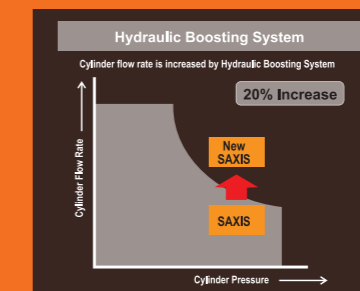 Hydraulic Boosting System
Cylinder flow rate is increased by Hydraulic Boosting System
20% Increase
Cylinder Flow Rate
New
SAXIS
SAXIS
Cylinder Pressure